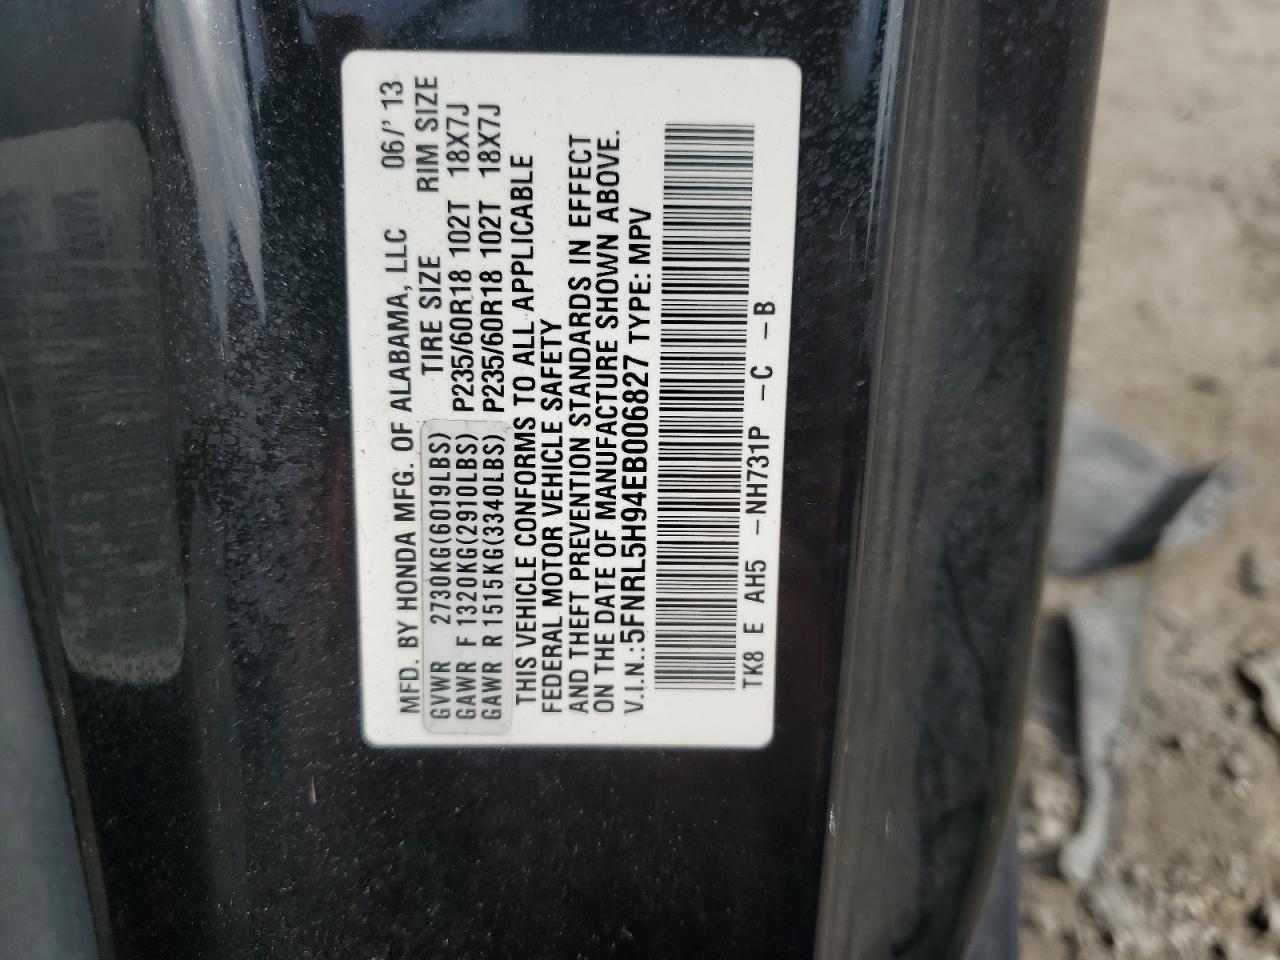 MFD. BY HONDA MFG. OF ALABAMA, LLC 06/'13
GVWR 2730KG(6019LBS) TIRE SIZE RIM SIZE
GAWR F 1320KG(2910LBS) P235/60R18 102T 18X7J
GAWR R 1515KG(3340LBS) P235/60R18 102T 18X7J
THIS VEHICLE CONFORMS TO ALL APPLICABLE
FEDERAL MOTOR VEHICLE SAFETY
AND THEFT PREVENTION STANDARDS IN EFFECT
ON THE DATE OF MANUFACTURE SHOWN ABOVE.
V.I.N.:5FNRL5H94EB006827 TYPE: MPV
TK8 E AH5 -NH731P -C -B